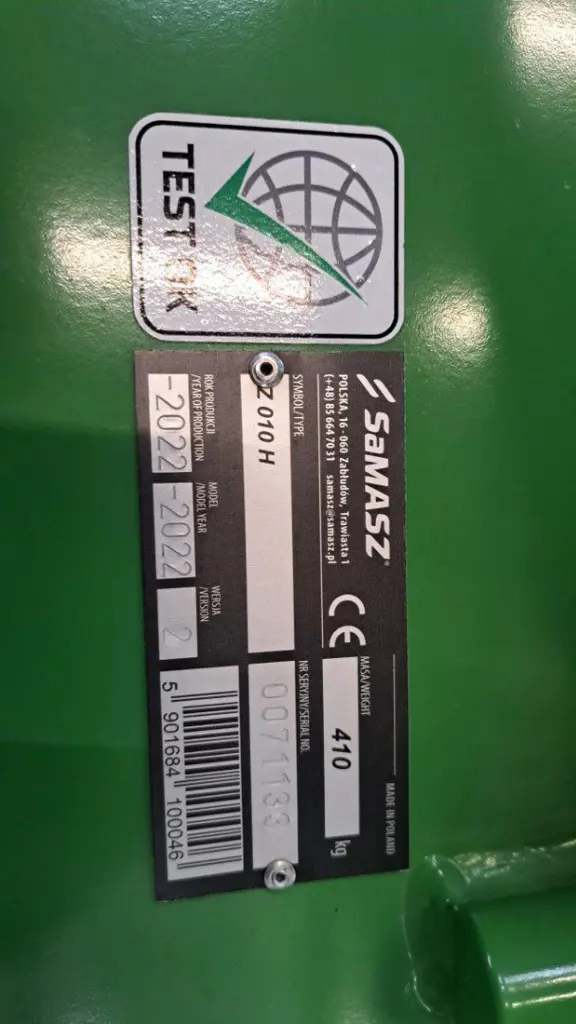 TEST OK
SaMASZ®
MADE IN POLAND
POLSKA, 16 - 060 Zabłudów, Trawiasta 1
(+48) 85 664 70 31 samasz@samasz.pl
CE
MASA/WEIGHT
410 kg
SYMBOL/TYPE
Z 010 H
NR SERYJNY/SERIAL NO.
0071133
ROK PRODUKCJI
/YEAR OF PRODUCTION
-2022-
MODEL
/MODEL YEAR
-2022
WERSJA
/VERSION
2
5 901684 100046